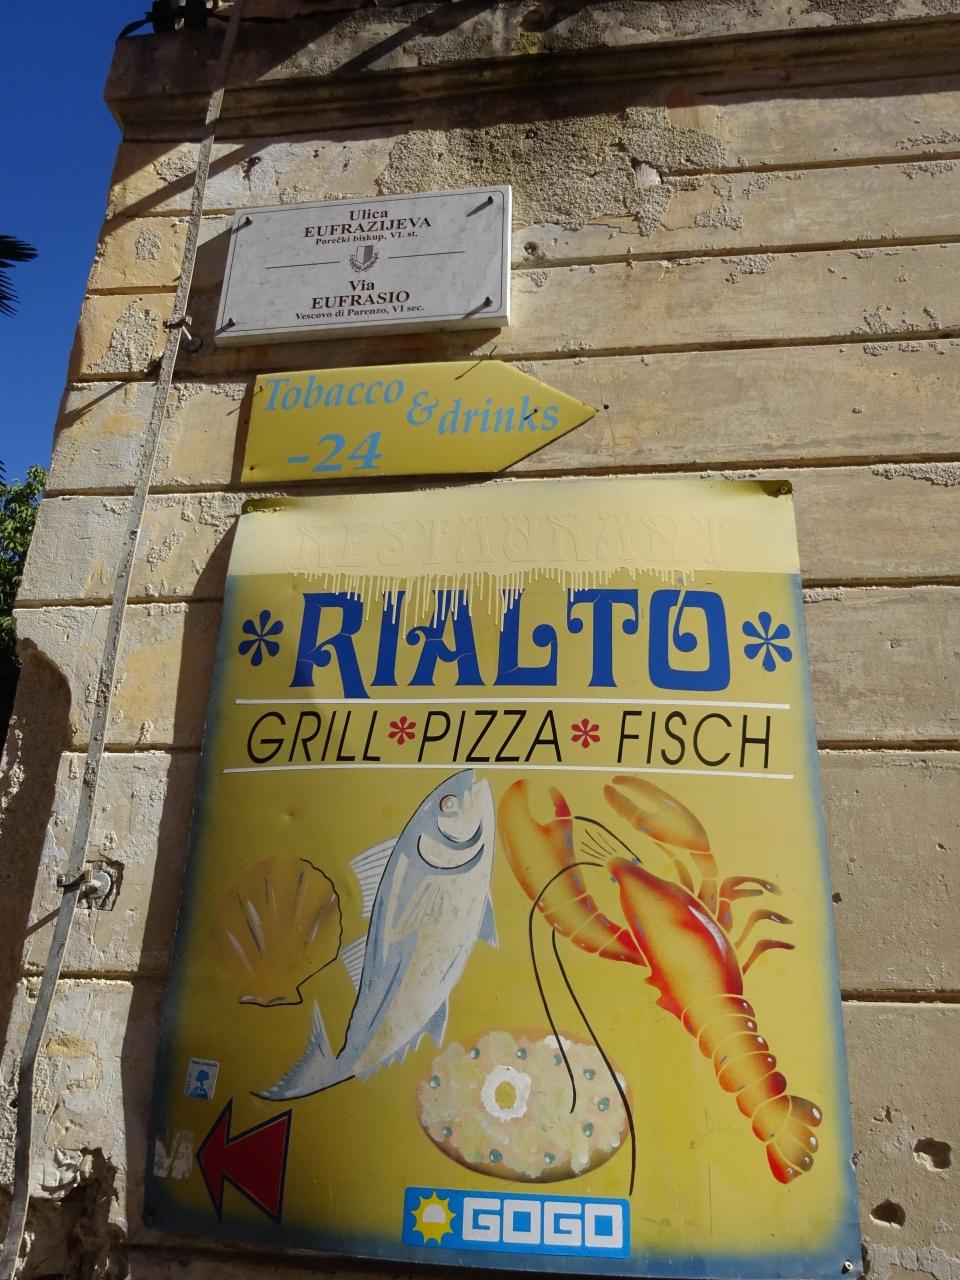 Ulica
EUFRAZIJEVA
Porečki biskup, VI. st.
Via
EUFRASIO
Vescovo di Parenzo, VI sec.
Tobacco & drinks
-24
RESTAURANT
*RIALTO*
GRILL*PIZZA*FISCH
GOGO